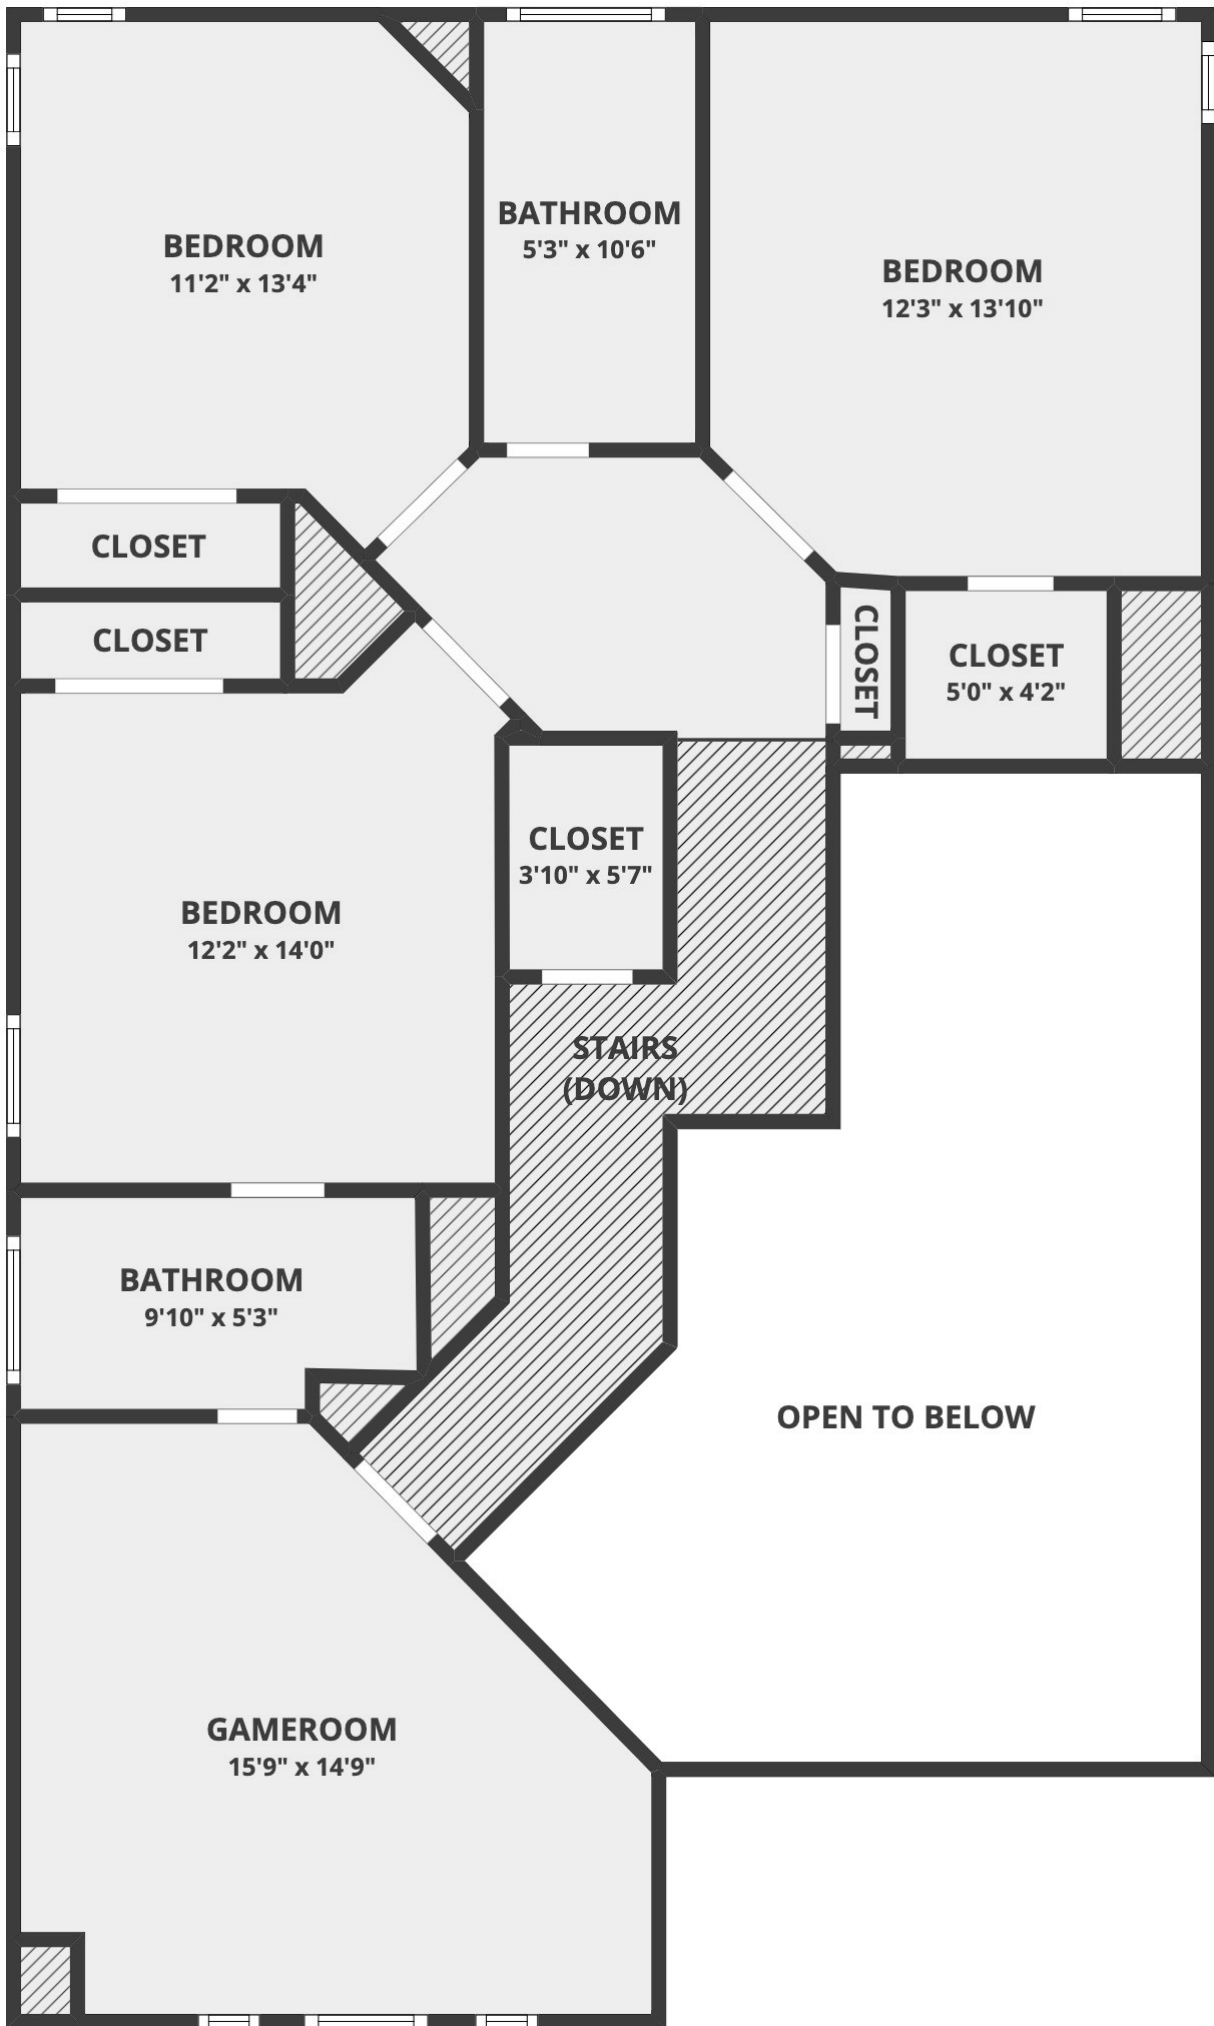 BATHROOM
5'3" x 10'6"
BEDROOM
11'2" x 13'4"
BEDROOM
12'3" x 13'10"
CLOSET
CLOSET
CLOSET
CLOSET
5'0" x 4'2"
CLOSET
3'10" x 5'7"
BEDROOM
12'2" x 14'0"
STAIRS
(DOWN)
BATHROOM
9'10" x 5'3"
OPEN TO BELOW
GAMEROOM
15'9" x 14'9"